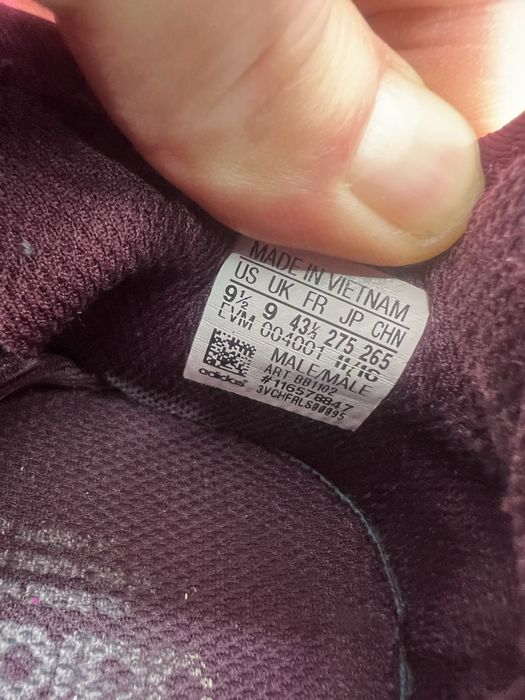 MADE IN VIETNAM
US UK FR JP CHN
9½ 9 43⅓ 275 265
LVM 004001 11/16
MALE/MALE
ART BB1102
#116578847
3VCHFRLS00095
adidas